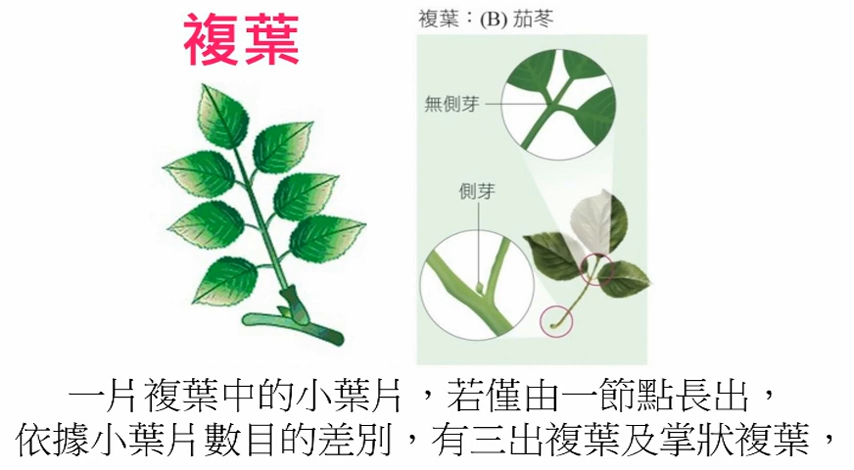 複葉
複葉：(B) 茄苳
無側芽
側芽
一片複葉中的小葉片，若僅由一節點長出，
依據小葉片數目的差別，有三出複葉及掌狀複葉，